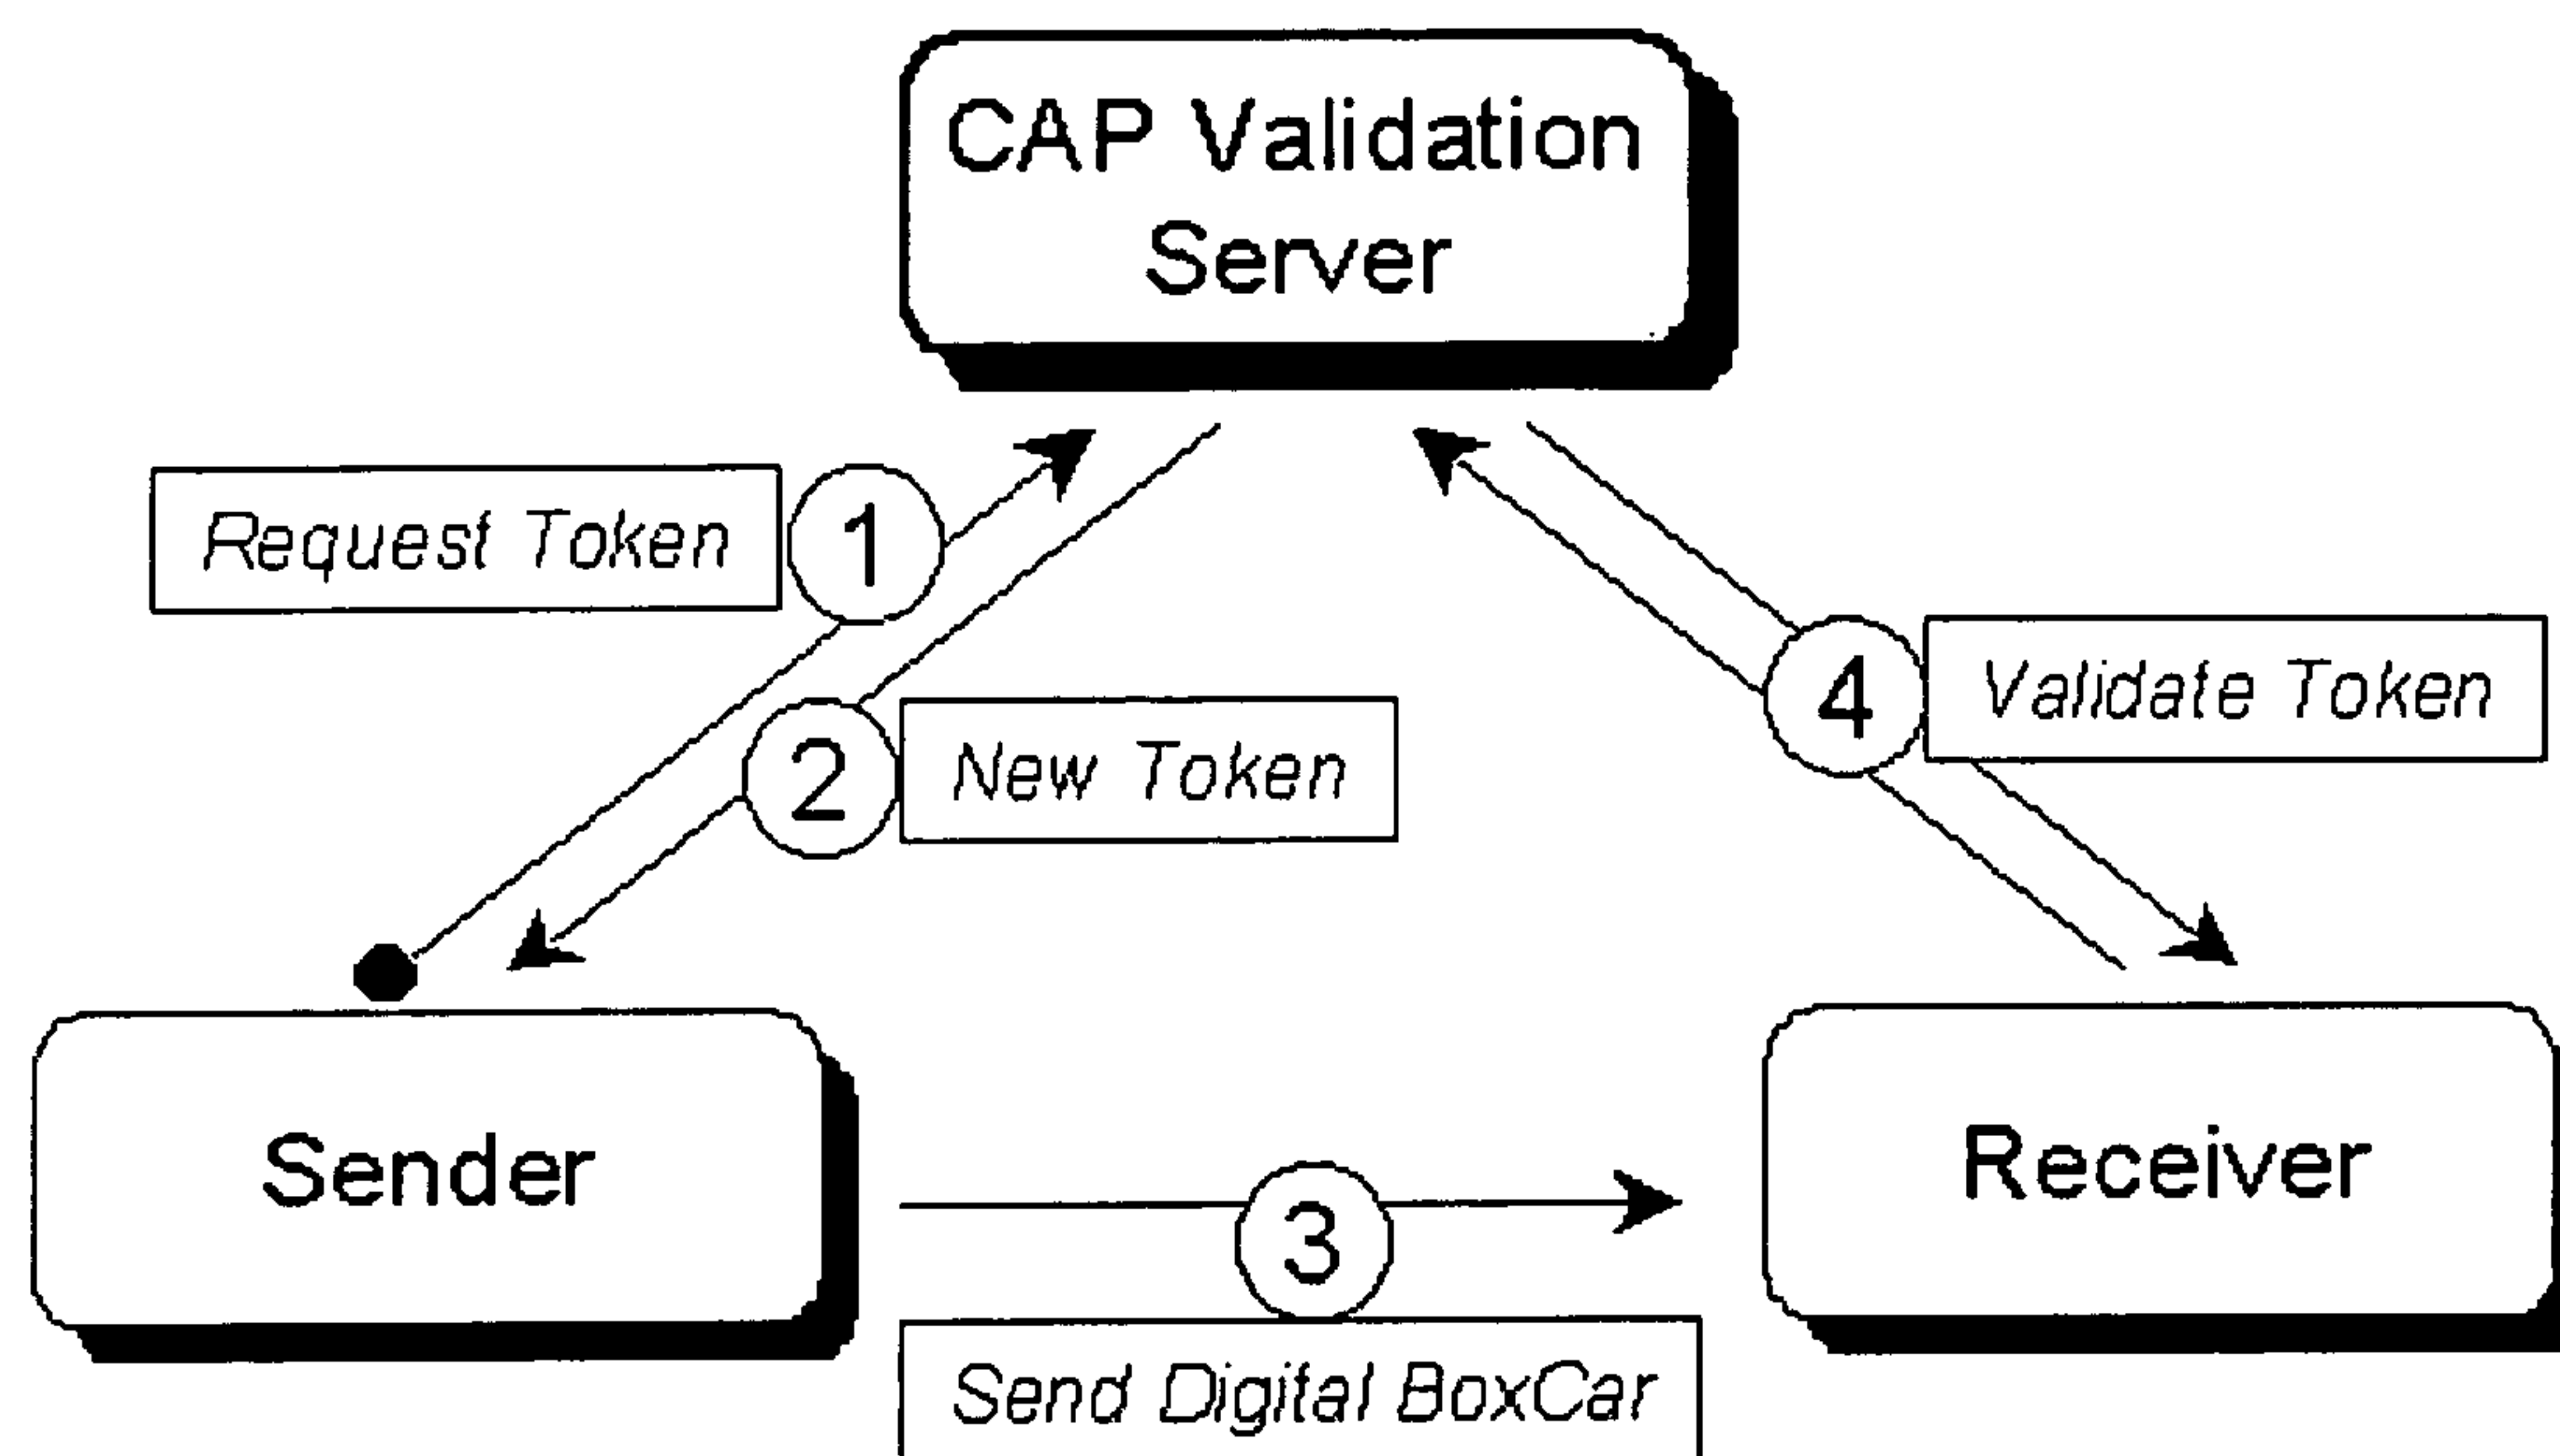 CAP Validation
Server
Request Token
1
2
New Token
4
Validate Token
Sender
Receiver
3
Send Digital BoxCar